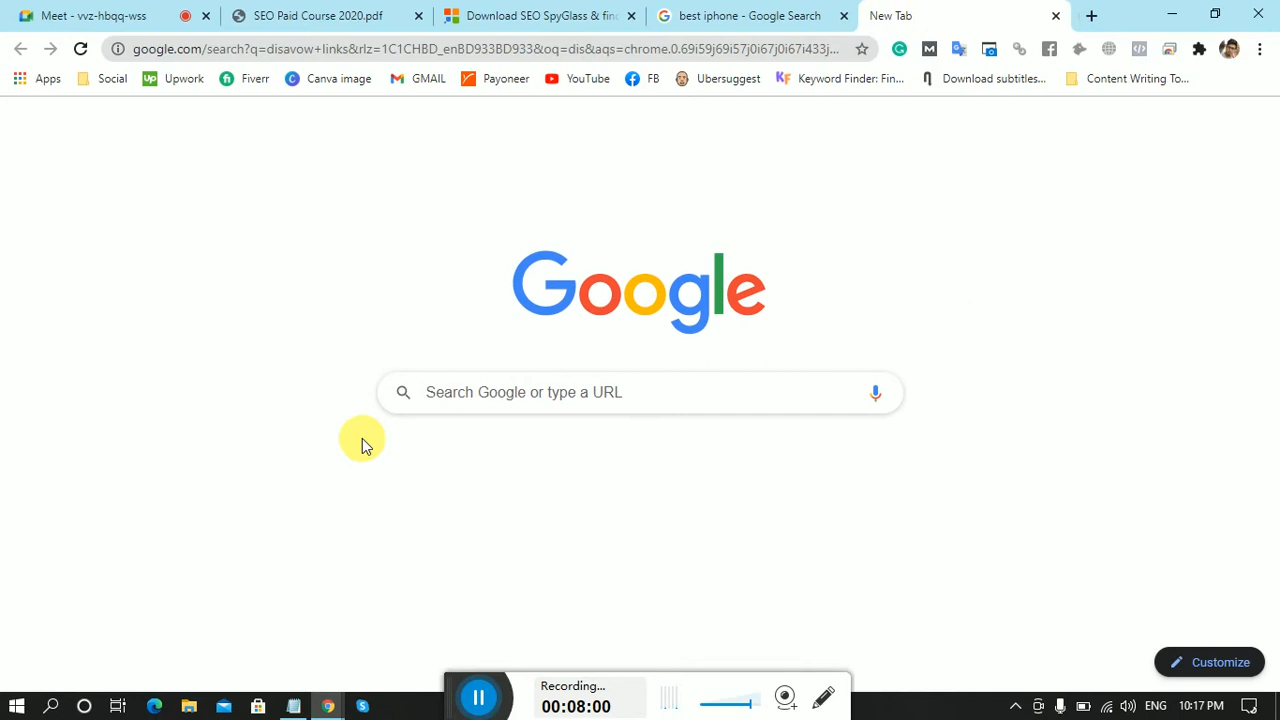 Meet - vvz-hbqq-wss
SEO Paid Course 2020.pdf
Download SEO SpyGlass & fin
best iphone - Google Search
New Tab
google.com/search?q=disavow+links&rlz=1C1CHBD_enBD933BD933&oq=dis&aqs=chrome.0.69i59j69i57j0i67j0i67i433j...
Apps
Social
Up Upwork
fi Fiverr
C Canva image
GMAIL
Payoneer
YouTube
FB
Ubersuggest
KF Keyword Finder: Fin...
Download subtitles...
Content Writing To...
Google
Search Google or type a URL
Customize
Recording...
00:08:00
ENG
10:17 PM